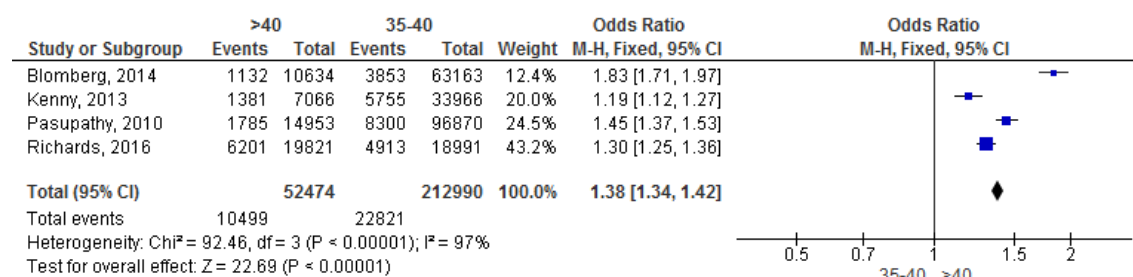 >40 35-40 Odds Ratio Odds Ratio
Study or Subgroup Events Total Events Total Weight M-H, Fixed, 95% CI M-H, Fixed, 95% CI
Blomberg, 2014 1132 10634 3853 63163 12.4% 1.83 [1.71, 1.97]
Kenny, 2013 1381 7066 5755 33966 20.0% 1.19 [1.12, 1.27]
Pasupathy, 2010 1785 14953 8300 96870 24.5% 1.45 [1.37, 1.53]
Richards, 2016 6201 19821 4913 18991 43.2% 1.30 [1.25, 1.36]
Total (95% CI) 52474 212990 100.0% 1.38 [1.34, 1.42]
Total events 10499 22821
Heterogeneity: Chi² = 92.46, df = 3 (P < 0.00001); I² = 97%
Test for overall effect: Z = 22.69 (P < 0.00001)
0.5 0.7 1 1.5 2
35-40 >40